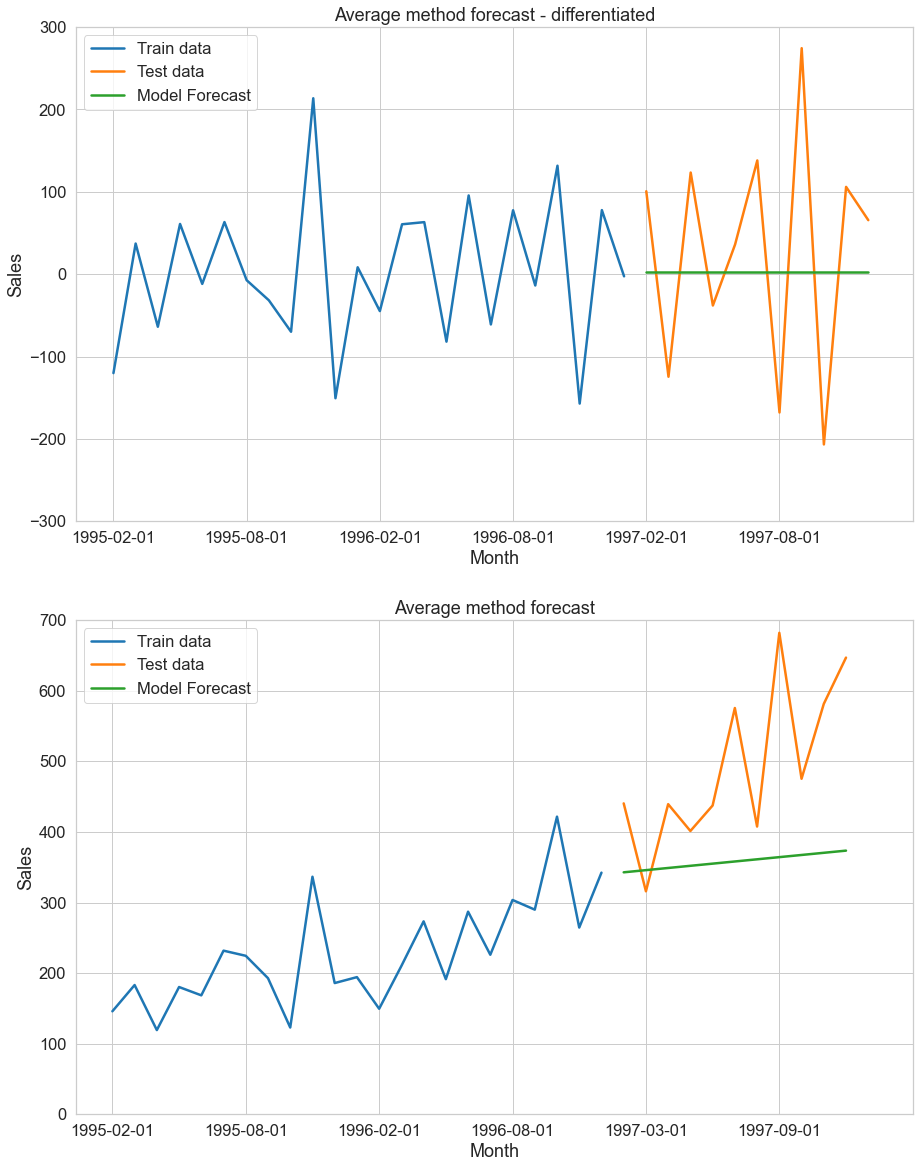 Average method forecast - differentiated
300
Train data
Test data
Model Forecast
200
100
0
−100
−200
−300
Sales
1995-02-01 1995-08-01 1996-02-01 1996-08-01 1997-02-01 1997-08-01
Month
Average method forecast
700
Train data
Test data
Model Forecast
600
500
400
300
200
100
0
Sales
1995-02-01 1995-08-01 1996-02-01 1996-08-01 1997-03-01 1997-09-01
Month